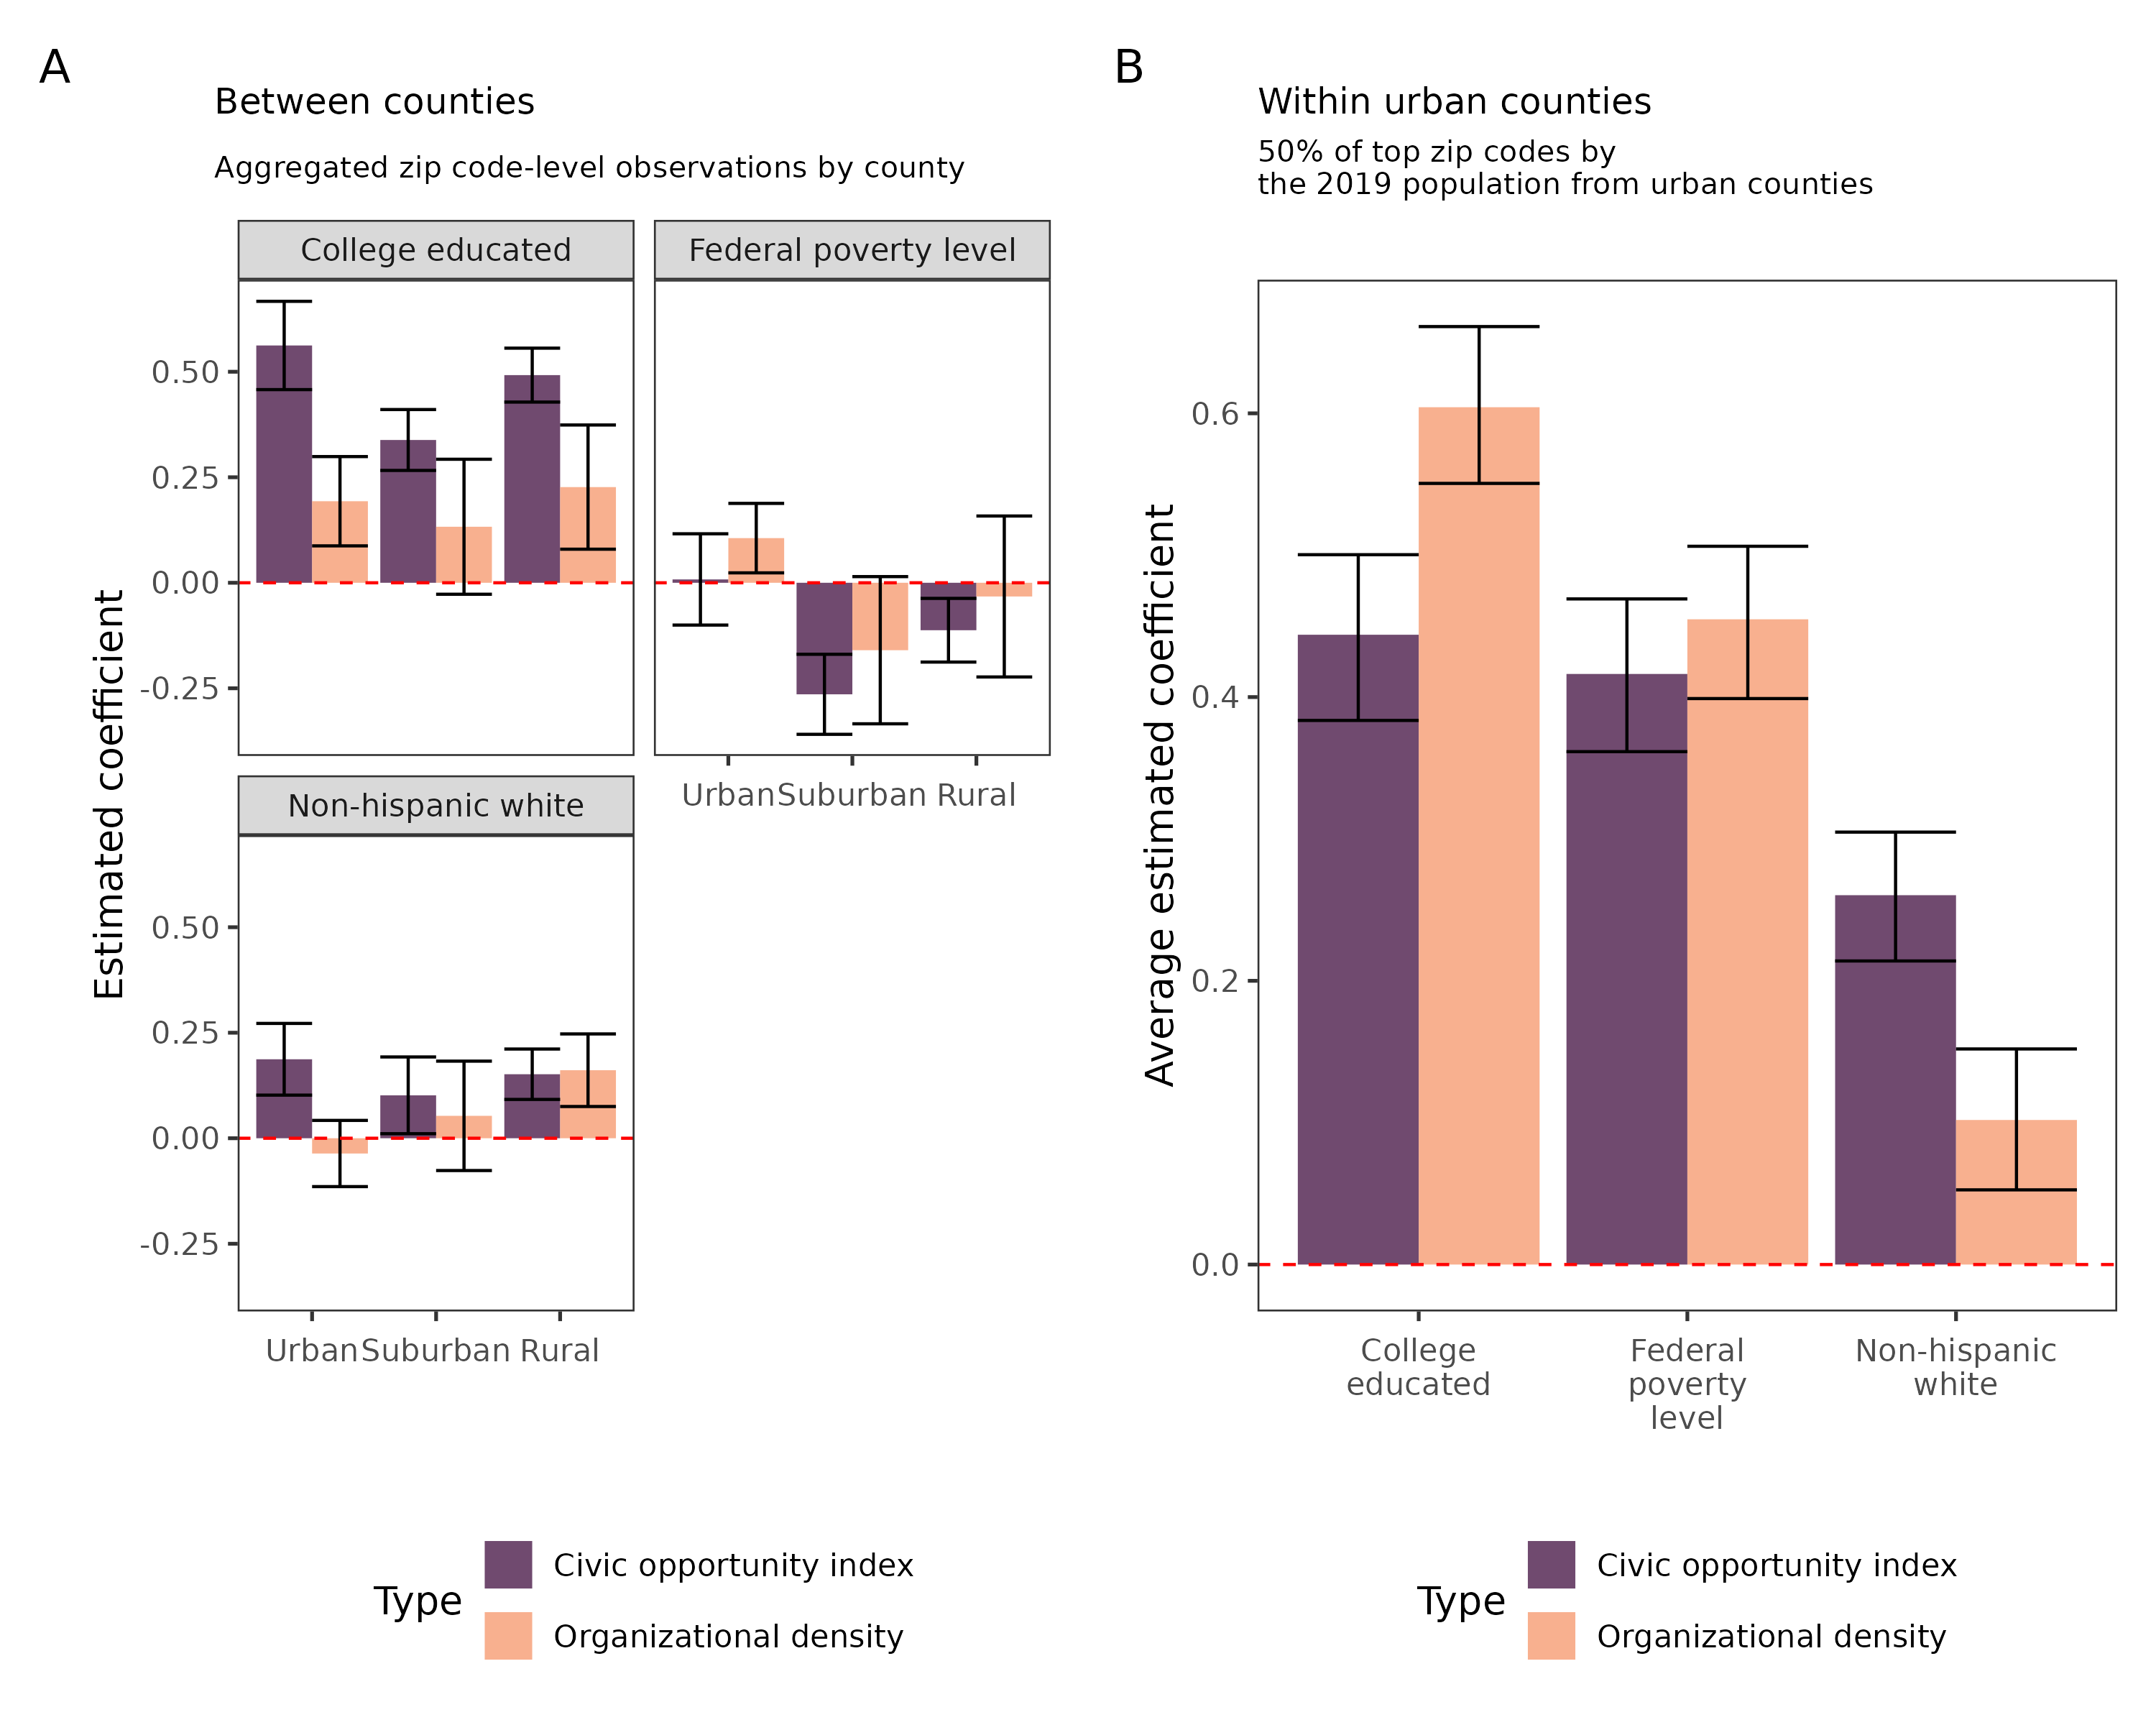 A
Between counties
Aggregated zip code-level observations by county
College educated
Federal poverty level
0.50
0.25
0.00
-0.25
Urban Suburban Rural
Non-hispanic white
0.50
0.25
0.00
-0.25
Urban Suburban Rural
Estimated coefficient
Type
Civic opportunity index
Organizational density
B
Within urban counties
50% of top zip codes by
the 2019 population from urban counties
Average estimated coefficient
0.6
0.4
0.2
0.0
College
educated
Federal
poverty
level
Non-hispanic
white
Type
Civic opportunity index
Organizational density